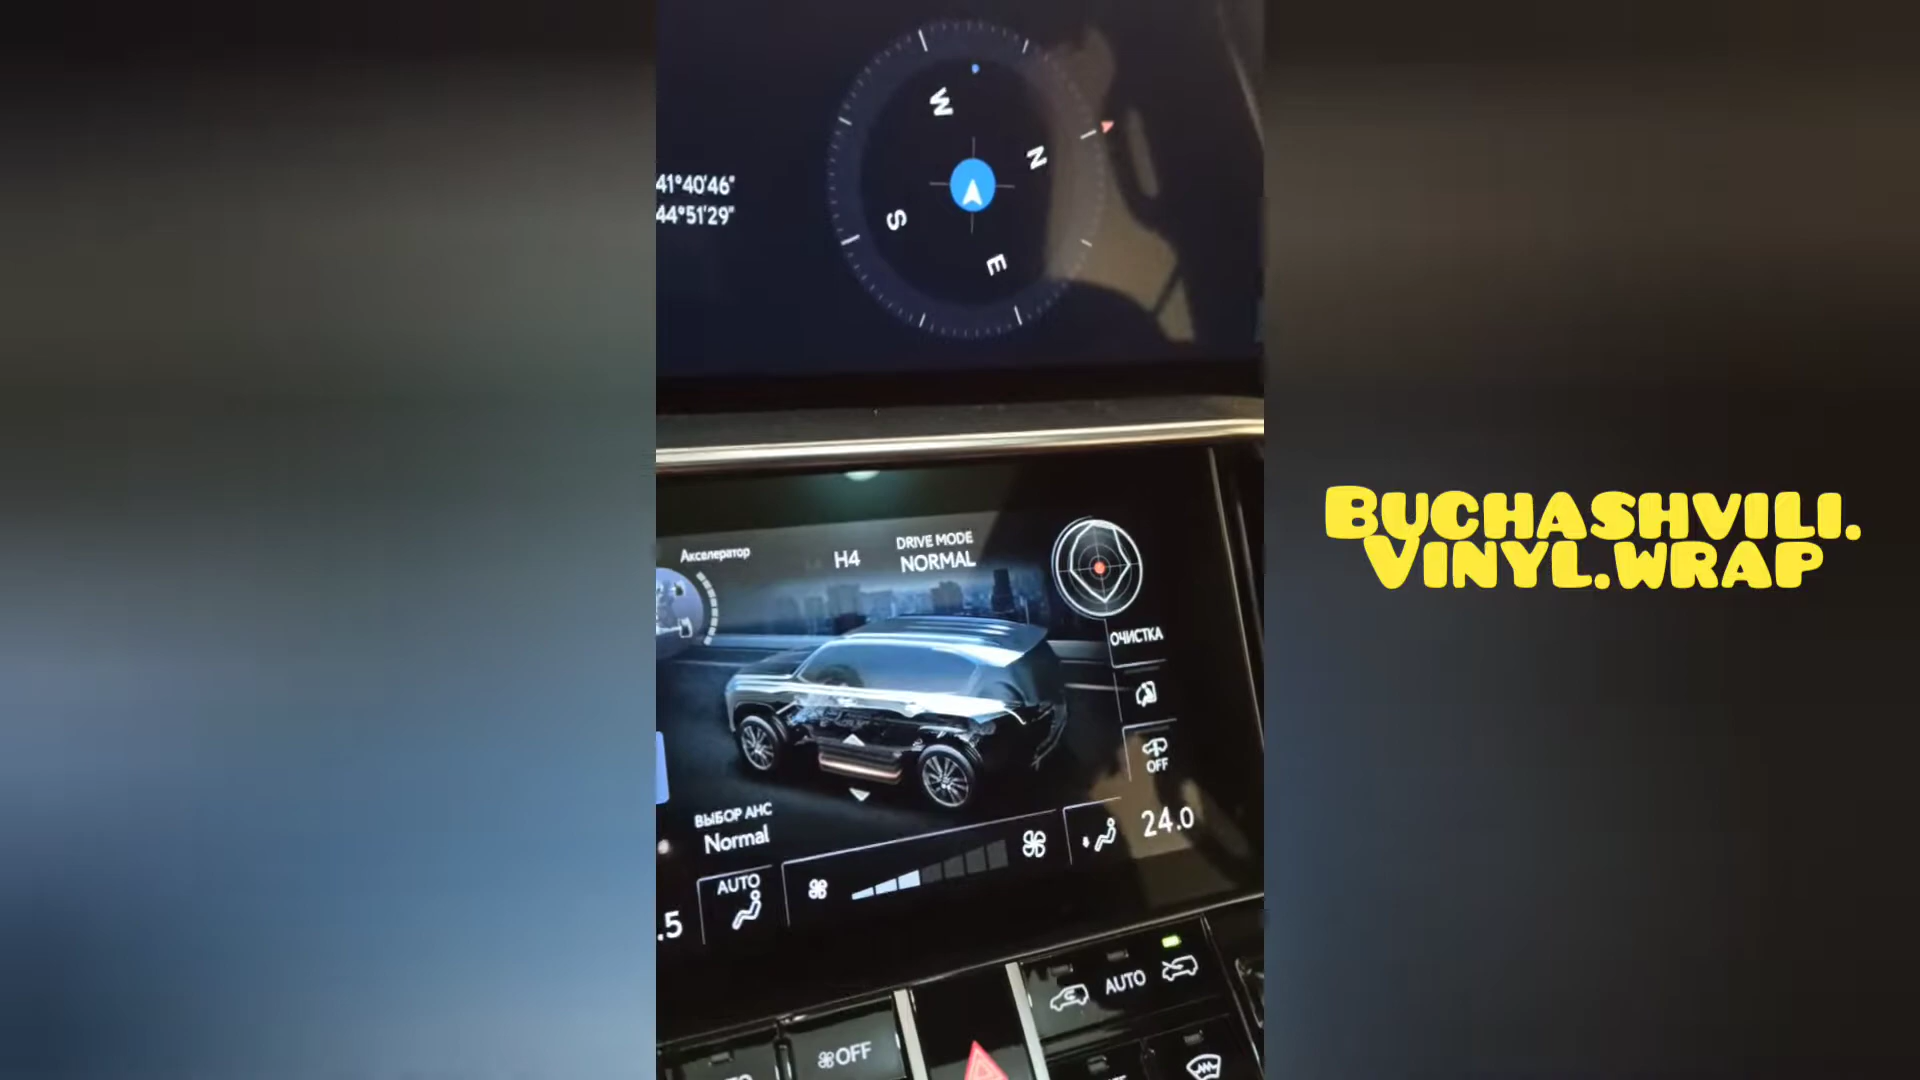 W
N
S
E
41°40'46"
44°51'29"
Акселератор
H4
DRIVE MODE
NORMAL
ОЧИСТКА
OFF
ВЫБОР AHC
Normal
24.0
AUTO
.5
AUTO
OFF
BUCHASHVILI.
VINYL.WRAP